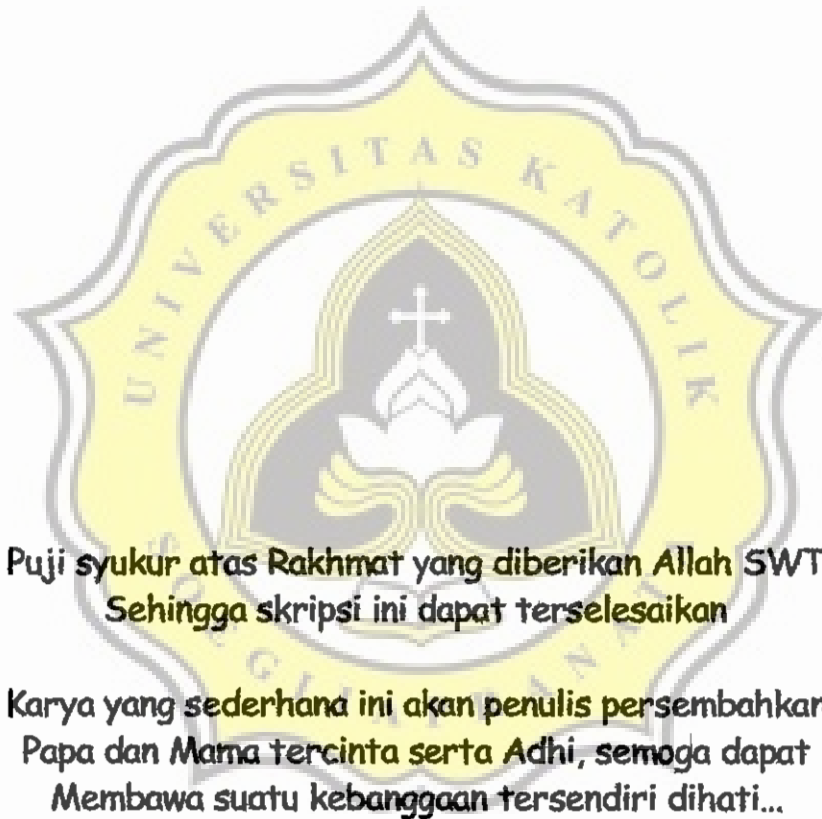 UNIVERSITAS KATOLIK
SOEGIJAPRANATA
Puji syukur atas Rakhmat yang diberikan Allah SWT
Sehingga skripsi ini dapat terselesaikan
Karya yang sederhana ini akan penulis persembahkan
Papa dan Mama tercinta serta Adhi, semoga dapat
Membawa suatu kebanggaan tersendiri dihati...